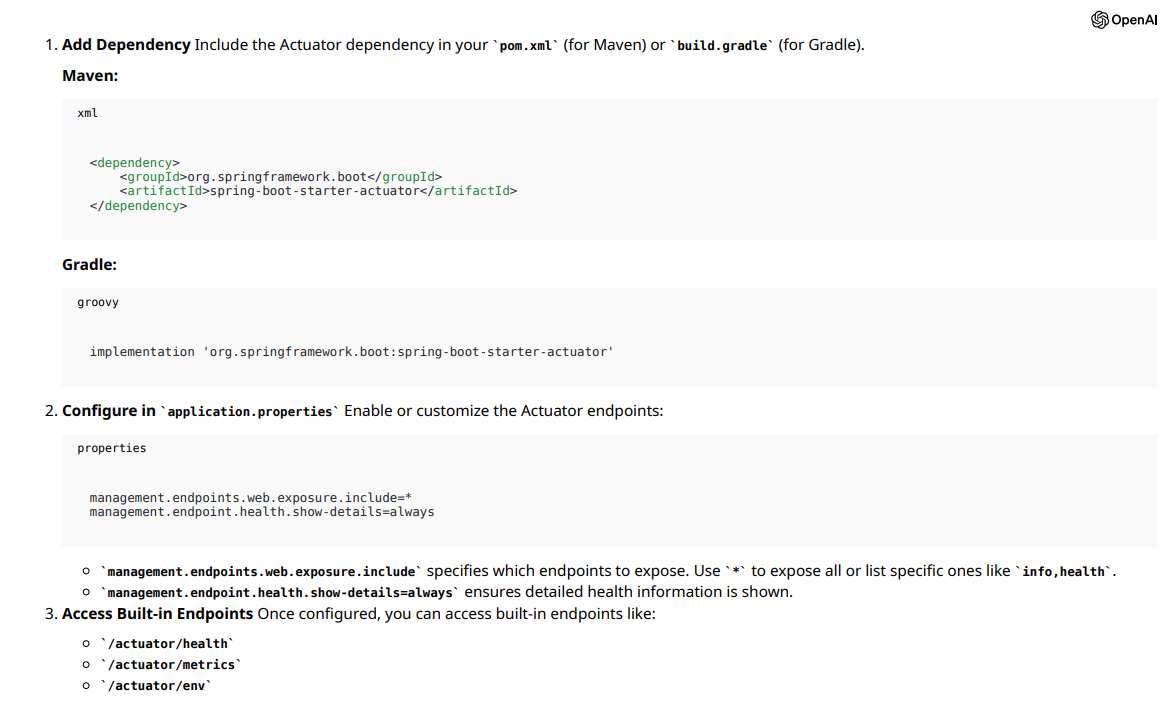 OpenAI
1. Add Dependency Include the Actuator dependency in your `pom.xml` (for Maven) or `build.gradle` (for Gradle).
Maven:
xml
<dependency>
    <groupId>org.springframework.boot</groupId>
    <artifactId>spring-boot-starter-actuator</artifactId>
</dependency>
Gradle:
groovy
implementation 'org.springframework.boot:spring-boot-starter-actuator'
2. Configure in `application.properties` Enable or customize the Actuator endpoints:
properties
management.endpoints.web.exposure.include=*
management.endpoint.health.show-details=always
`management.endpoints.web.exposure.include` specifies which endpoints to expose. Use `*` to expose all or list specific ones like `info,health`.
`management.endpoint.health.show-details=always` ensures detailed health information is shown.
3. Access Built-in Endpoints Once configured, you can access built-in endpoints like:
`/actuator/health`
`/actuator/metrics`
`/actuator/env`